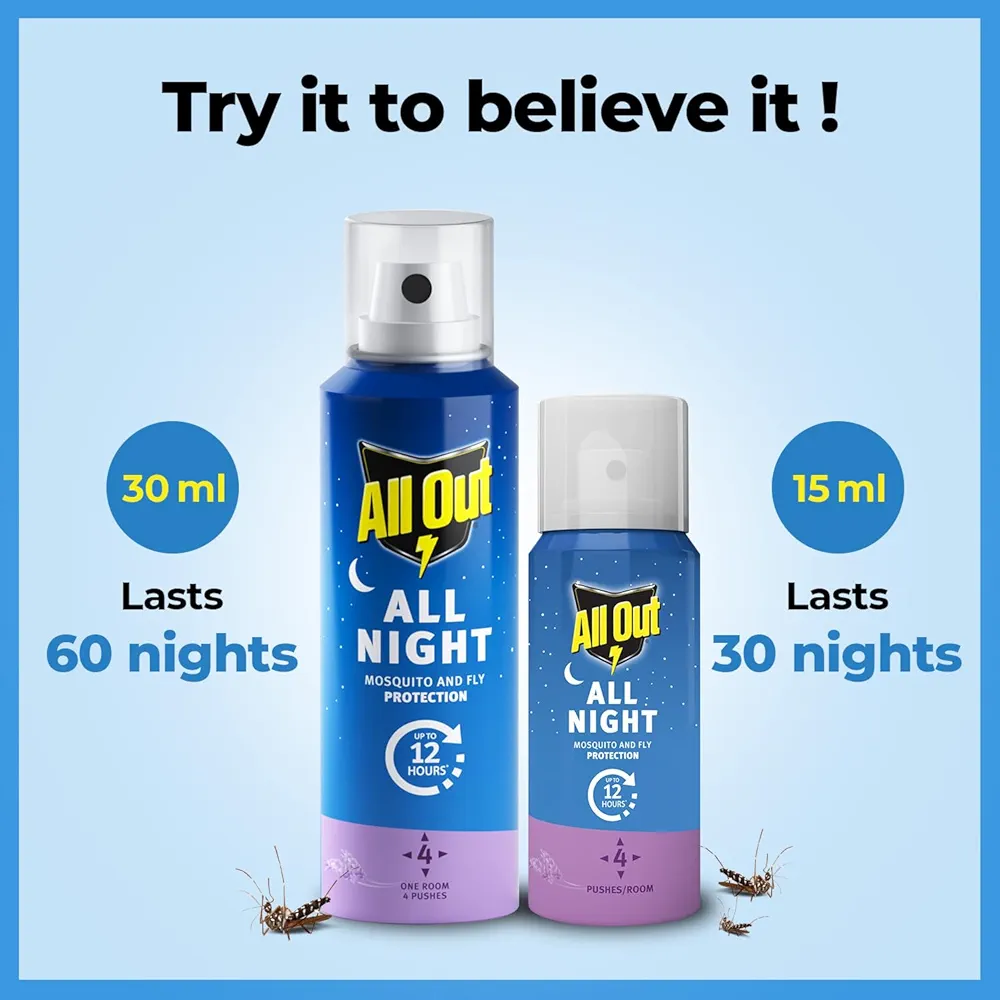 Try it to believe it !
30 ml
Lasts
60 nights
All Out
ALL
NIGHT
MOSQUITO AND FLY
PROTECTION
UP TO
12
HOURS*
4
ONE ROOM
4 PUSHES
All Out
ALL
NIGHT
MOSQUITO AND FLY
PROTECTION
UP TO
12
HOURS*
4
PUSHES/ROOM
15 ml
Lasts
30 nights